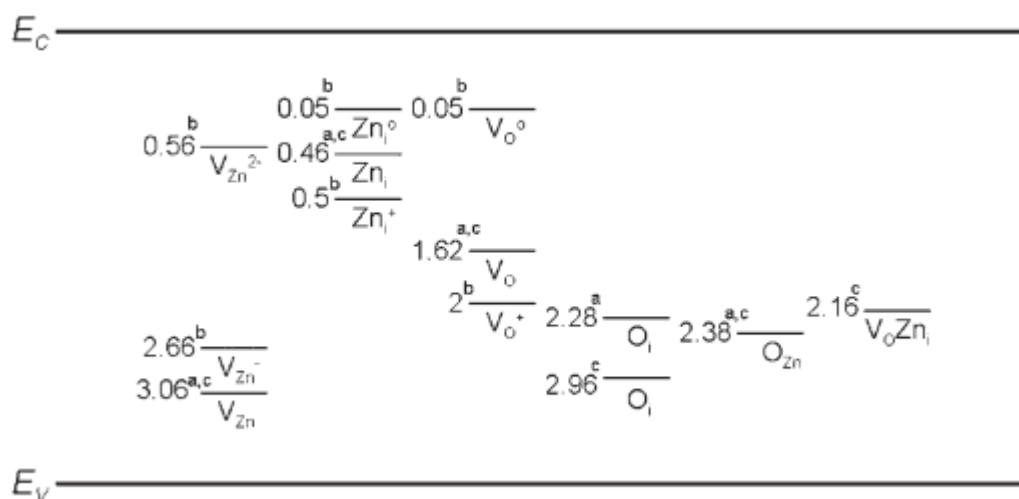 E_C
0.05^b Zn_i^o
0.05^b V_O^o
0.56^b V_Zn^2-
0.46^a,c Zn_i
0.5^b Zn_i^+
1.62^a,c V_O
2^b V_O^+
2.28^a O_i
2.38^a,c O_Zn
2.16^c V_OZn_i
2.66^b V_Zn^-
3.06^a,c V_Zn
2.96^c O_i
E_V